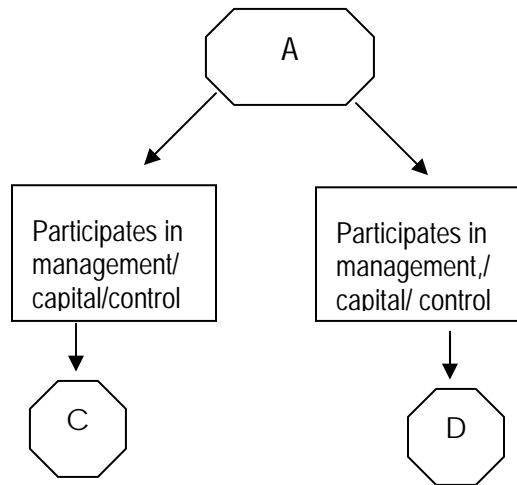 A
Participates in
management/
capital/control
Participates in
management,/
capital/ control
C
D